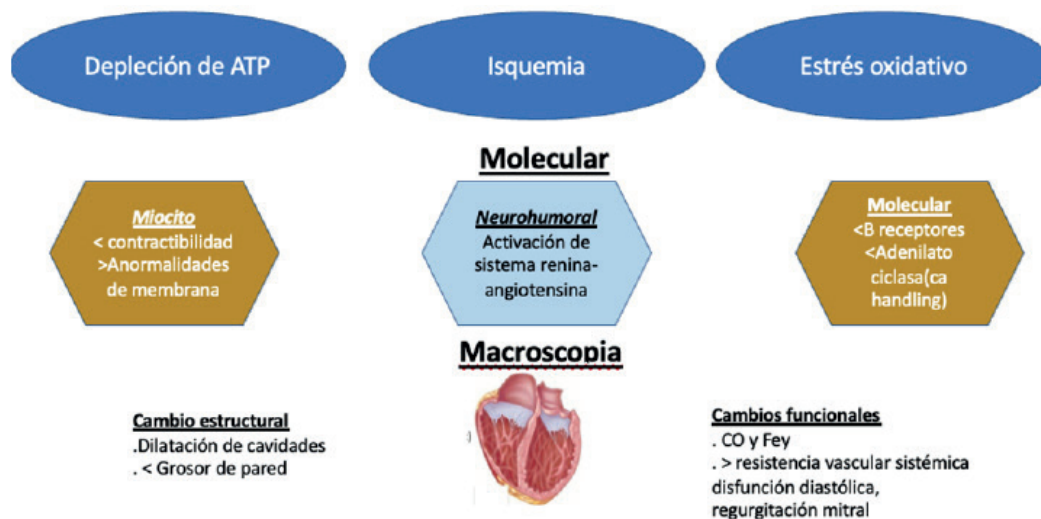 Depleción de ATP
Isquemia
Estrés oxidativo
Molecular
Miocito
< contractibilidad
>Anormalidades
de membrana
Neurohumoral
Activación de
sistema renina-
angiotensina
Molecular
<B receptores
<Adenilato
ciclasa(ca
handling)
Macroscopia
Cambio estructural
.Dilatación de cavidades
. < Grosor de pared
Cambios funcionales
. CO y Fey
. > resistencia vascular sistémica
disfunción diastólica,
regurgitación mitral